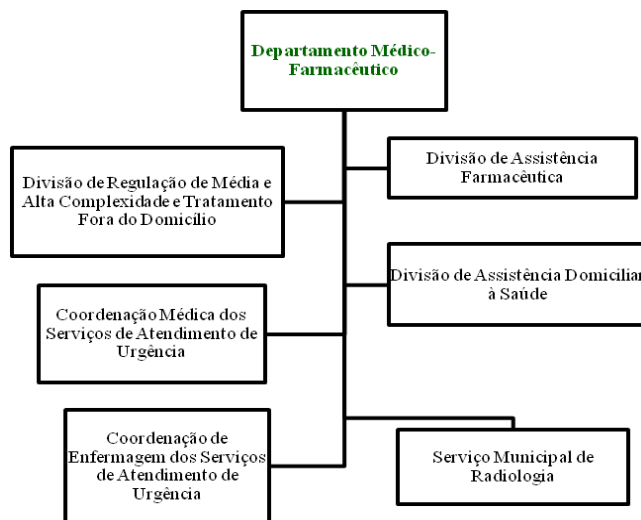 Departamento Médico-
Farmacêutico
Divisão de Regulação de Média e
Alta Complexidade e Tratamento
Fora do Domicílio
Divisão de Assistência
Farmacêutica
Divisão de Assistência Domiciliar
à Saúde
Coordenação Médica dos
Serviços de Atendimento de
Urgência
Coordenação de
Enfermagem dos Serviços
de Atendimento de
Urgência
Serviço Municipal de
Radiologia